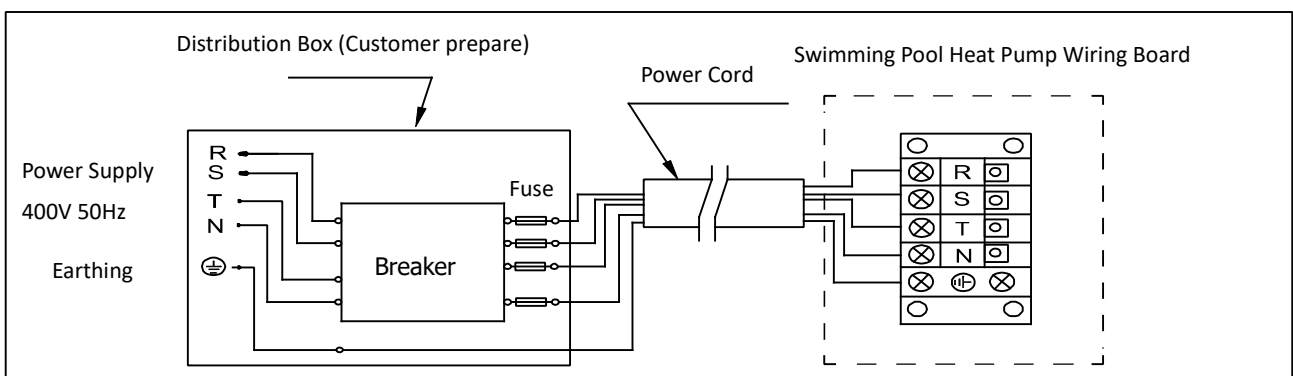 Distribution Box (Customer prepare)
Power Cord
Swimming Pool Heat Pump Wiring Board
Power Supply
400V 50Hz
Earthing
R
S
T
N
Breaker
Fuse
R
S
T
N